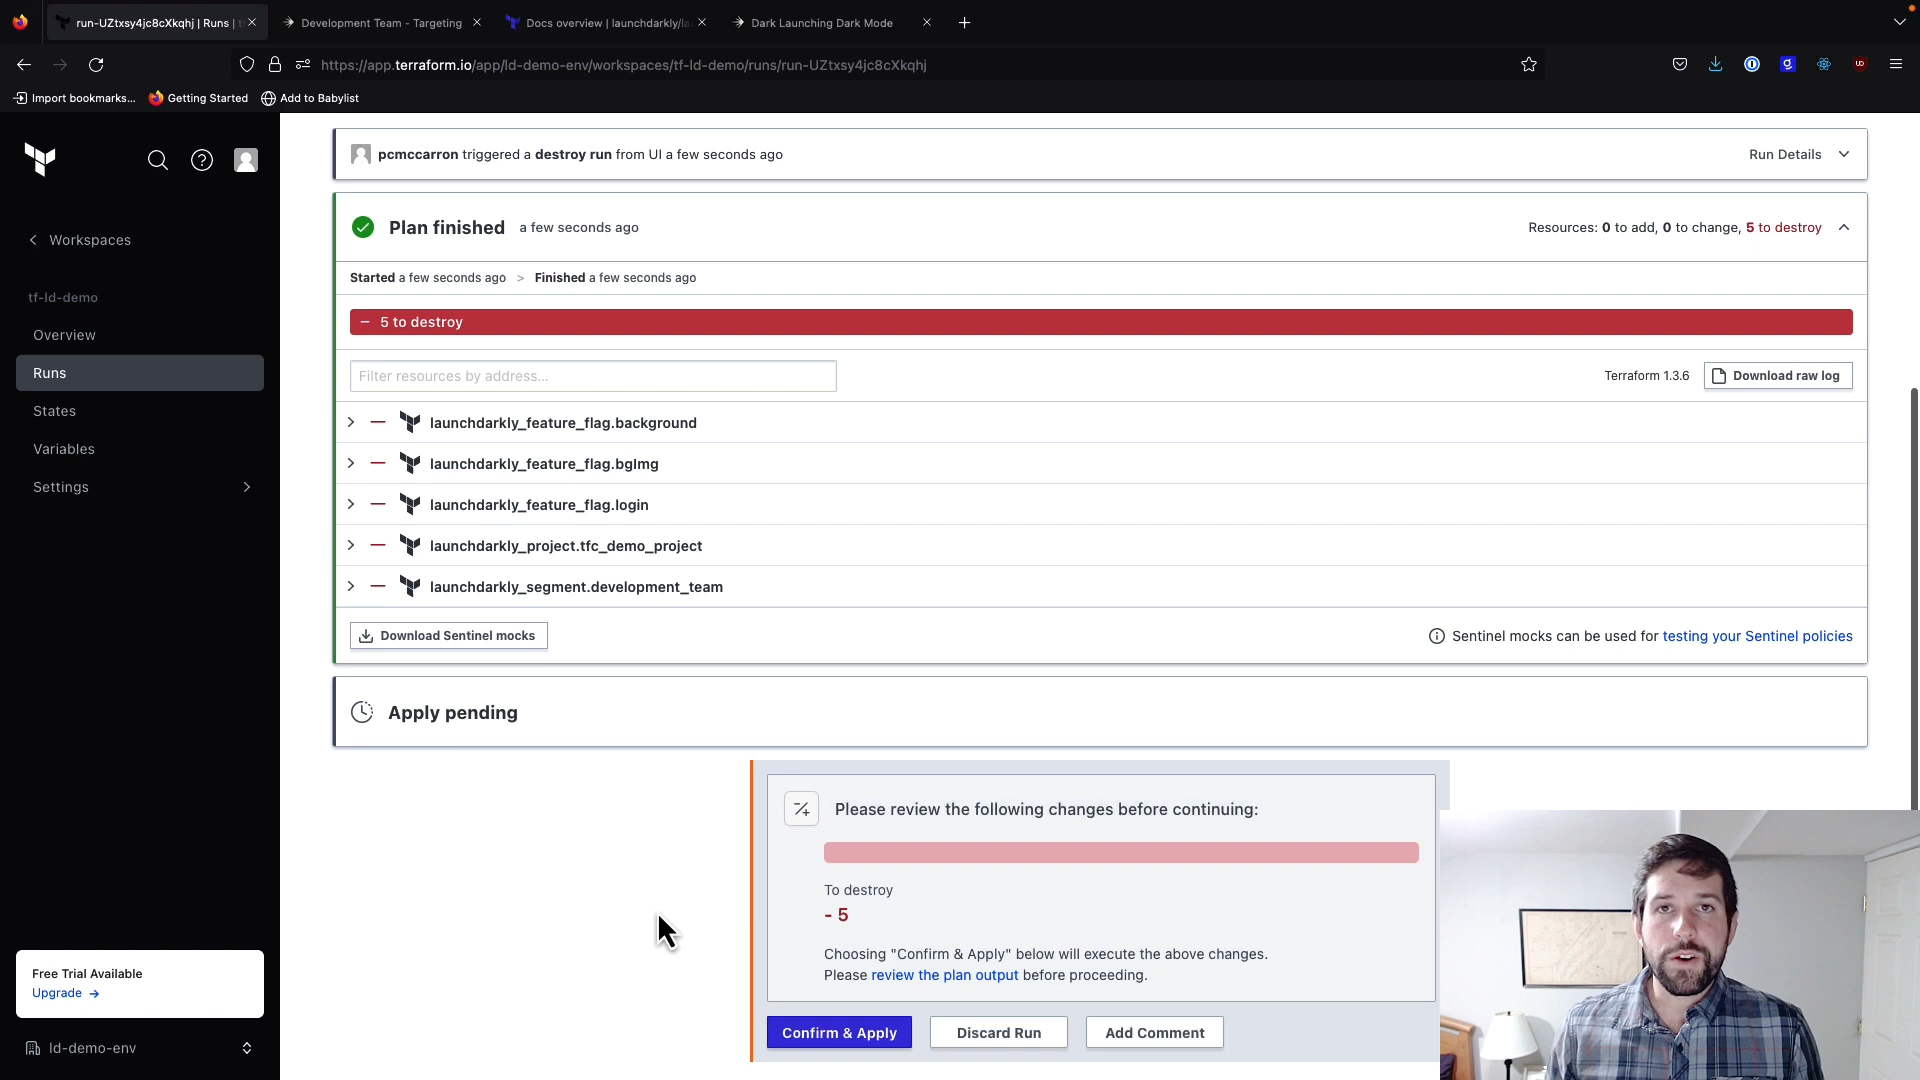 run-UZtxsy4jc8cXkqhj | Runs |
Development Team - Targeting
Docs overview | launchdarkly/la
Dark Launching Dark Mode
https://app.terraform.io/app/ld-demo-env/workspaces/tf-ld-demo/runs/run-UZtxsy4jc8cXkqhj
Import bookmarks...
Getting Started
Add to Babylist
pcmccarron triggered a destroy run from UI a few seconds ago
Run Details
Workspaces
tf-ld-demo
Overview
Runs
States
Variables
Settings
Plan finished a few seconds ago
Resources: 0 to add, 0 to change, 5 to destroy
Started a few seconds ago > Finished a few seconds ago
− 5 to destroy
Filter resources by address...
Terraform 1.3.6
Download raw log
launchdarkly_feature_flag.background
launchdarkly_feature_flag.bgImg
launchdarkly_feature_flag.login
launchdarkly_project.tfc_demo_project
launchdarkly_segment.development_team
Download Sentinel mocks
Sentinel mocks can be used for testing your Sentinel policies
Apply pending
Please review the following changes before continuing:
To destroy
- 5
Choosing "Confirm & Apply" below will execute the above changes.
Please review the plan output before proceeding.
Confirm & Apply
Discard Run
Add Comment
Free Trial Available
Upgrade →
ld-demo-env